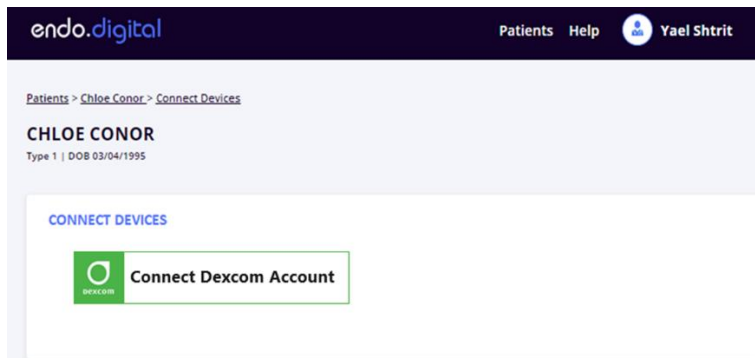 endo.digital
Patients Help Yael Shtrit
Patients > Chloe Conor > Connect Devices
CHLOE CONOR
Type 1 | DOB 03/04/1995
CONNECT DEVICES
Connect Dexcom Account
Dexcom